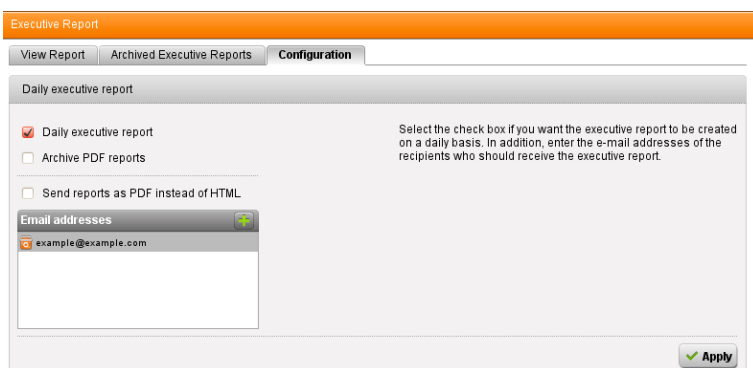 Executive Report
View Report
Archived Executive Reports
Configuration
Daily executive report
Daily executive report
Archive PDF reports
Send reports as PDF instead of HTML
Email addresses
example@example.com
Select the check box if you want the executive report to be created
on a daily basis. In addition, enter the e-mail addresses of the
recipients who should receive the executive report.
Apply